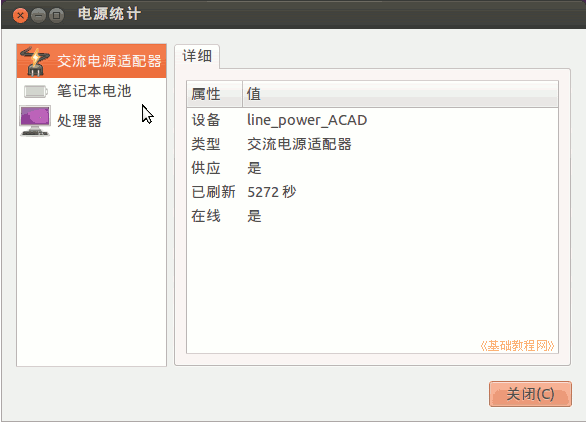 电源统计
交流电源适配器
笔记本电池
处理器
详细
属性 值
设备 line_power_ACAD
类型 交流电源适配器
供应 是
已刷新 5272 秒
在线 是
《基础教程网》
关闭(C)